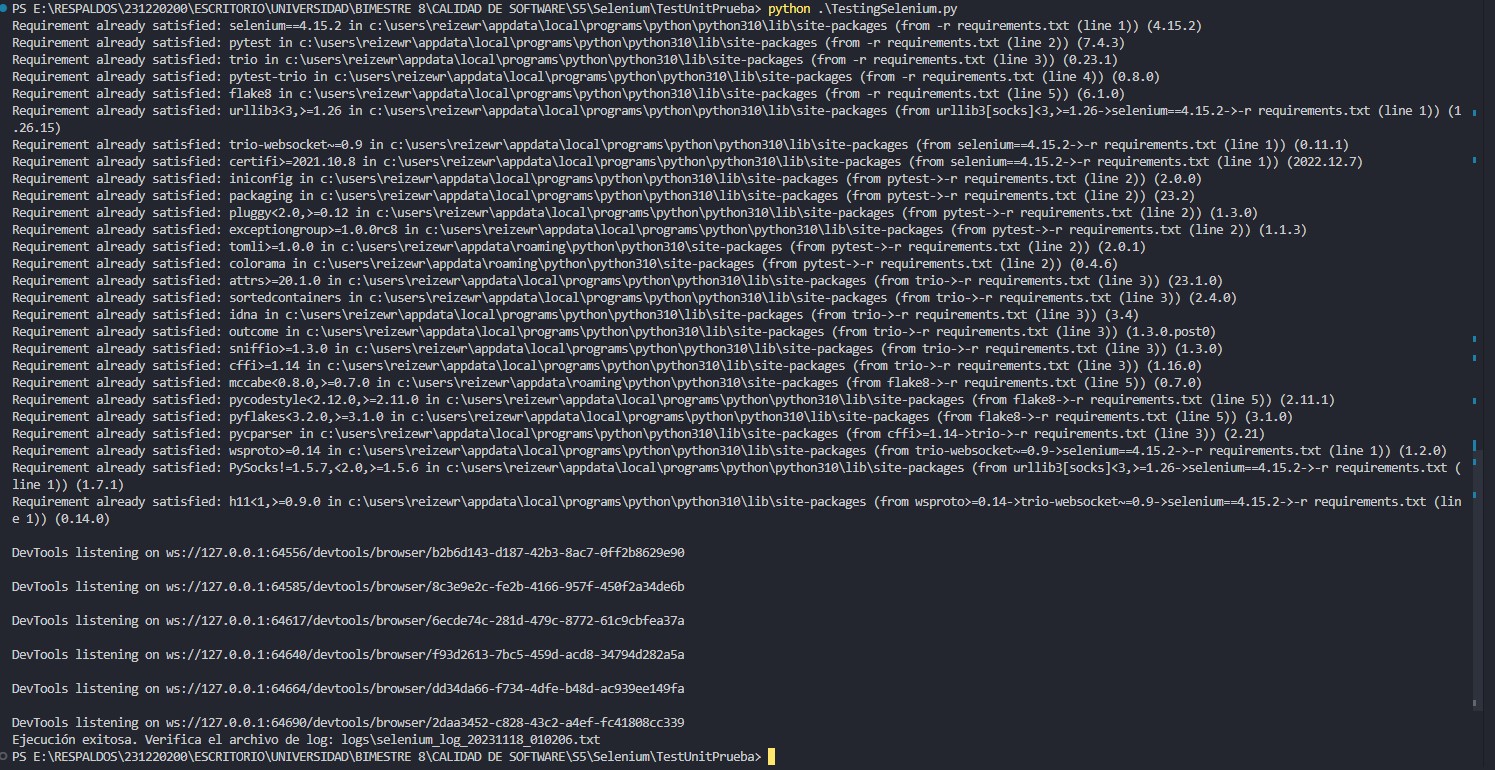 PS E:\RESPALDOS\231220200\ESCRITORIO\UNIVERSIDAD\BIMESTRE 8\CALIDAD DE SOFTWARE\S5\Selenium\TestUnitPrueba> python .\TestingSelenium.py
Requirement already satisfied: selenium==4.15.2 in c:\users\reizewr\appdata\local\programs\python\python310\lib\site-packages (from -r requirements.txt (line 1)) (4.15.2)
Requirement already satisfied: pytest in c:\users\reizewr\appdata\local\programs\python\python310\lib\site-packages (from -r requirements.txt (line 2)) (7.4.3)
Requirement already satisfied: trio in c:\users\reizewr\appdata\local\programs\python\python310\lib\site-packages (from -r requirements.txt (line 3)) (0.23.1)
Requirement already satisfied: pytest-trio in c:\users\reizewr\appdata\local\programs\python\python310\lib\site-packages (from -r requirements.txt (line 4)) (0.8.0)
Requirement already satisfied: flake8 in c:\users\reizewr\appdata\local\programs\python\python310\lib\site-packages (from -r requirements.txt (line 5)) (6.1.0)
Requirement already satisfied: urllib3<3,>=1.26 in c:\users\reizewr\appdata\local\programs\python\python310\lib\site-packages (from urllib3[socks]<3,>=1.26->selenium==4.15.2->-r requirements.txt (line 1)) (1
.26.15)
Requirement already satisfied: trio-websocket~=0.9 in c:\users\reizewr\appdata\local\programs\python\python310\lib\site-packages (from selenium==4.15.2->-r requirements.txt (line 1)) (0.11.1)
Requirement already satisfied: certifi>=2021.10.8 in c:\users\reizewr\appdata\local\programs\python\python310\lib\site-packages (from selenium==4.15.2->-r requirements.txt (line 1)) (2022.12.7)
Requirement already satisfied: iniconfig in c:\users\reizewr\appdata\local\programs\python\python310\lib\site-packages (from pytest->-r requirements.txt (line 2)) (2.0.0)
Requirement already satisfied: packaging in c:\users\reizewr\appdata\local\programs\python\python310\lib\site-packages (from pytest->-r requirements.txt (line 2)) (23.2)
Requirement already satisfied: pluggy<2.0,>=0.12 in c:\users\reizewr\appdata\local\programs\python\python310\lib\site-packages (from pytest->-r requirements.txt (line 2)) (1.3.0)
Requirement already satisfied: exceptiongroup>=1.0.0rc8 in c:\users\reizewr\appdata\local\programs\python\python310\lib\site-packages (from pytest->-r requirements.txt (line 2)) (1.1.3)
Requirement already satisfied: tomli>=1.0.0 in c:\users\reizewr\appdata\roaming\python\python310\site-packages (from pytest->-r requirements.txt (line 2)) (2.0.1)
Requirement already satisfied: colorama in c:\users\reizewr\appdata\roaming\python\python310\site-packages (from pytest->-r requirements.txt (line 2)) (0.4.6)
Requirement already satisfied: attrs>=20.1.0 in c:\users\reizewr\appdata\local\programs\python\python310\lib\site-packages (from trio->-r requirements.txt (line 3)) (23.1.0)
Requirement already satisfied: sortedcontainers in c:\users\reizewr\appdata\local\programs\python\python310\lib\site-packages (from trio->-r requirements.txt (line 3)) (2.4.0)
Requirement already satisfied: idna in c:\users\reizewr\appdata\local\programs\python\python310\lib\site-packages (from trio->-r requirements.txt (line 3)) (3.4)
Requirement already satisfied: outcome in c:\users\reizewr\appdata\local\programs\python\python310\lib\site-packages (from trio->-r requirements.txt (line 3)) (1.3.0.post0)
Requirement already satisfied: sniffio>=1.3.0 in c:\users\reizewr\appdata\local\programs\python\python310\lib\site-packages (from trio->-r requirements.txt (line 3)) (1.3.0)
Requirement already satisfied: cffi>=1.14 in c:\users\reizewr\appdata\local\programs\python\python310\lib\site-packages (from trio->-r requirements.txt (line 3)) (1.16.0)
Requirement already satisfied: mccabe<0.8.0,>=0.7.0 in c:\users\reizewr\appdata\roaming\python\python310\site-packages (from flake8->-r requirements.txt (line 5)) (0.7.0)
Requirement already satisfied: pycodestyle<2.12.0,>=2.11.0 in c:\users\reizewr\appdata\local\programs\python\python310\lib\site-packages (from flake8->-r requirements.txt (line 5)) (2.11.1)
Requirement already satisfied: pyflakes<3.2.0,>=3.1.0 in c:\users\reizewr\appdata\local\programs\python\python310\lib\site-packages (from flake8->-r requirements.txt (line 5)) (3.1.0)
Requirement already satisfied: pycparser in c:\users\reizewr\appdata\local\programs\python\python310\lib\site-packages (from cffi>=1.14->trio->-r requirements.txt (line 3)) (2.21)
Requirement already satisfied: wsproto>=0.14 in c:\users\reizewr\appdata\local\programs\python\python310\lib\site-packages (from trio-websocket~=0.9->selenium==4.15.2->-r requirements.txt (line 1)) (1.2.0)
Requirement already satisfied: PySocks!=1.5.7,<2.0,>=1.5.6 in c:\users\reizewr\appdata\local\programs\python\python310\lib\site-packages (from urllib3[socks]<3,>=1.26->selenium==4.15.2->-r requirements.txt (
line 1)) (1.7.1)
Requirement already satisfied: h11<1,>=0.9.0 in c:\users\reizewr\appdata\local\programs\python\python310\lib\site-packages (from wsproto>=0.14->trio-websocket~=0.9->selenium==4.15.2->-r requirements.txt (lin
e 1)) (0.14.0)
DevTools listening on ws://127.0.0.1:64556/devtools/browser/b2b6d143-d187-42b3-8ac7-0ff2b8629e90
DevTools listening on ws://127.0.0.1:64585/devtools/browser/8c3e9e2c-fe2b-4166-957f-450f2a34de6b
DevTools listening on ws://127.0.0.1:64617/devtools/browser/6ecde74c-281d-479c-8772-61c9cbfea37a
DevTools listening on ws://127.0.0.1:64640/devtools/browser/f93d2613-7bc5-459d-acd8-34794d282a5a
DevTools listening on ws://127.0.0.1:64664/devtools/browser/dd34da66-f734-4dfe-b48d-ac939ee149fa
DevTools listening on ws://127.0.0.1:64690/devtools/browser/2daa3452-c828-43c2-a4ef-fc41808cc339
Ejecución exitosa. Verifica el archivo de log: logs\selenium_log_20231118_010206.txt
PS E:\RESPALDOS\231220200\ESCRITORIO\UNIVERSIDAD\BIMESTRE 8\CALIDAD DE SOFTWARE\S5\Selenium\TestUnitPrueba>